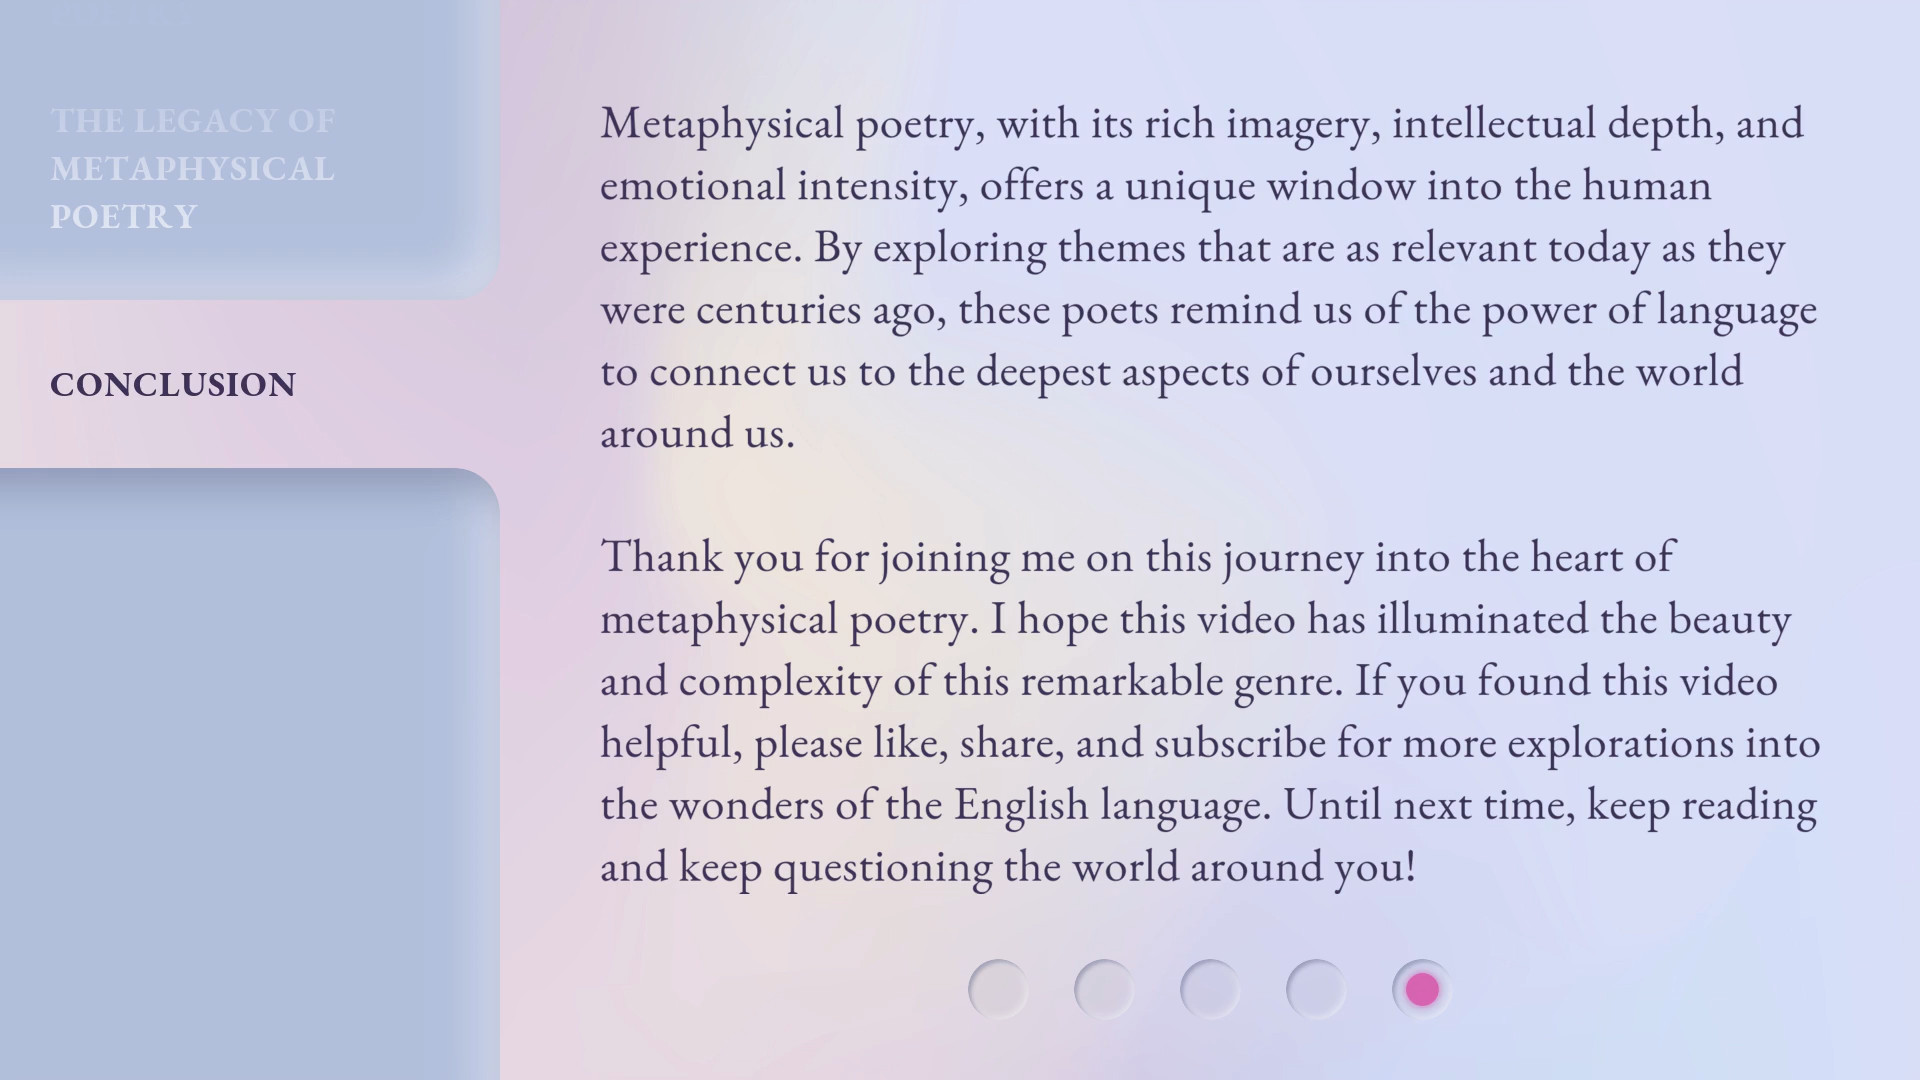 THE LEGACY OF
METAPHYSICAL
POETRY
CONCLUSION
Metaphysical poetry, with its rich imagery, intellectual depth, and
emotional intensity, offers a unique window into the human
experience. By exploring themes that are as relevant today as they
were centuries ago, these poets remind us of the power of language
to connect us to the deepest aspects of ourselves and the world
around us.
Thank you for joining me on this journey into the heart of
metaphysical poetry. I hope this video has illuminated the beauty
and complexity of this remarkable genre. If you found this video
helpful, please like, share, and subscribe for more explorations into
the wonders of the English language. Until next time, keep reading
and keep questioning the world around you!